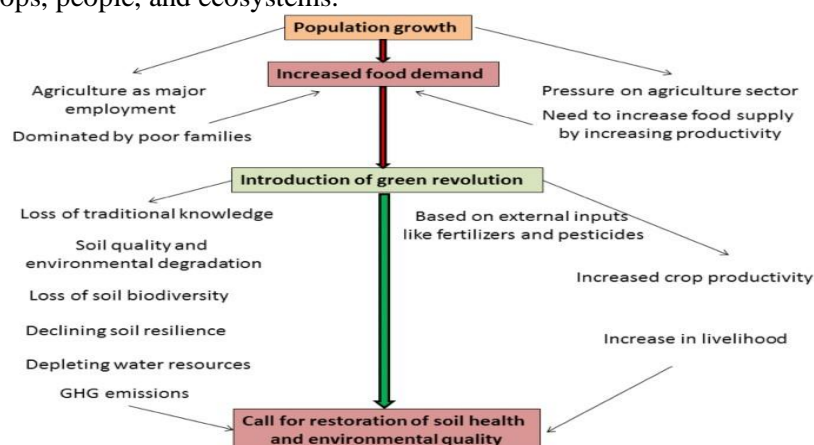 ops, people, and ecosystems.
Population growth
Increased food demand
Agriculture as major
employment
Dominated by poor families
Pressure on agriculture sector
Need to increase food supply
by increasing productivity
Introduction of green revolution
Loss of traditional knowledge
Soil quality and
environmental degradation
Loss of soil biodiversity
Declining soil resilience
Depleting water resources
GHG emissions
Based on external inputs
like fertilizers and pesticides
Increased crop productivity
Increase in livelihood
Call for restoration of soil health
and environmental quality